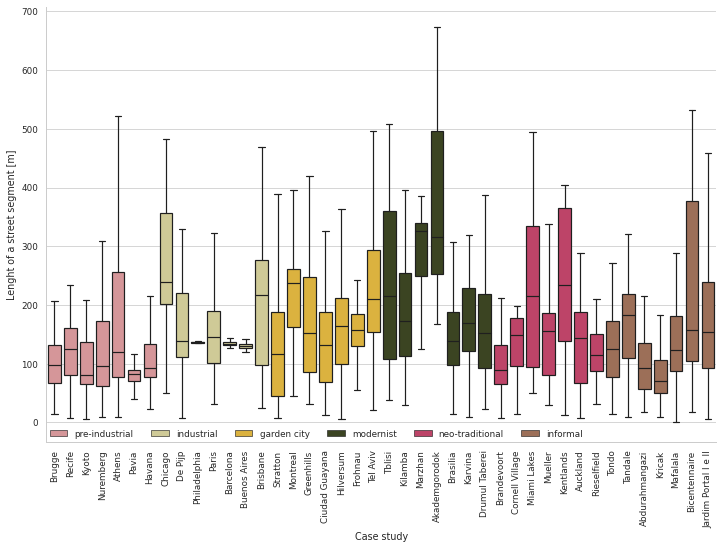 700
600
500
400
300
200
100
0
Lenght of a street segment [m]
pre-industrial industrial garden city modernist neo-traditional informal
Brugge
Recife
Kyoto
Nuremberg
Athens
Pavia
Havana
Chicago
De Pijp
Philadelphia
Paris
Barcelona
Buenos Aires
Brisbane
Stratton
Montreal
Greenhills
Ciudad Guayana
Hilversum
Frohnau
Tel Aviv
Tblisi
Kilamba
Marzhan
Akademgorodok
Brasilia
Karvina
Drumul Taberei
Brandevoort
Cornell Village
Miami Lakes
Mueller
Kentlands
Auckland
Rieselfield
Tondo
Tandale
Abdurahmangazi
Kricak
Mafalala
Bicentennaire
Jardim Portal I e II
Case study